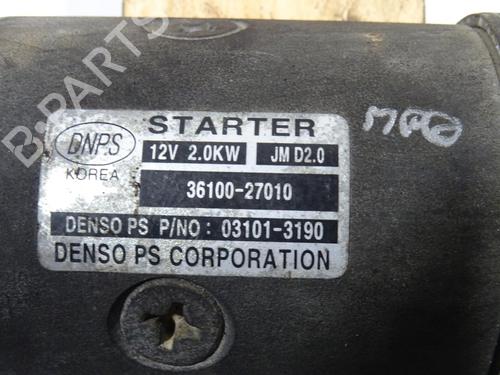 B-PARTS
STARTER
DNPS
KOREA
12V 2.0KW
JM D2.0
36100-27010
DENSO PS P/NO: 03101-3190
DENSO PS CORPORATION